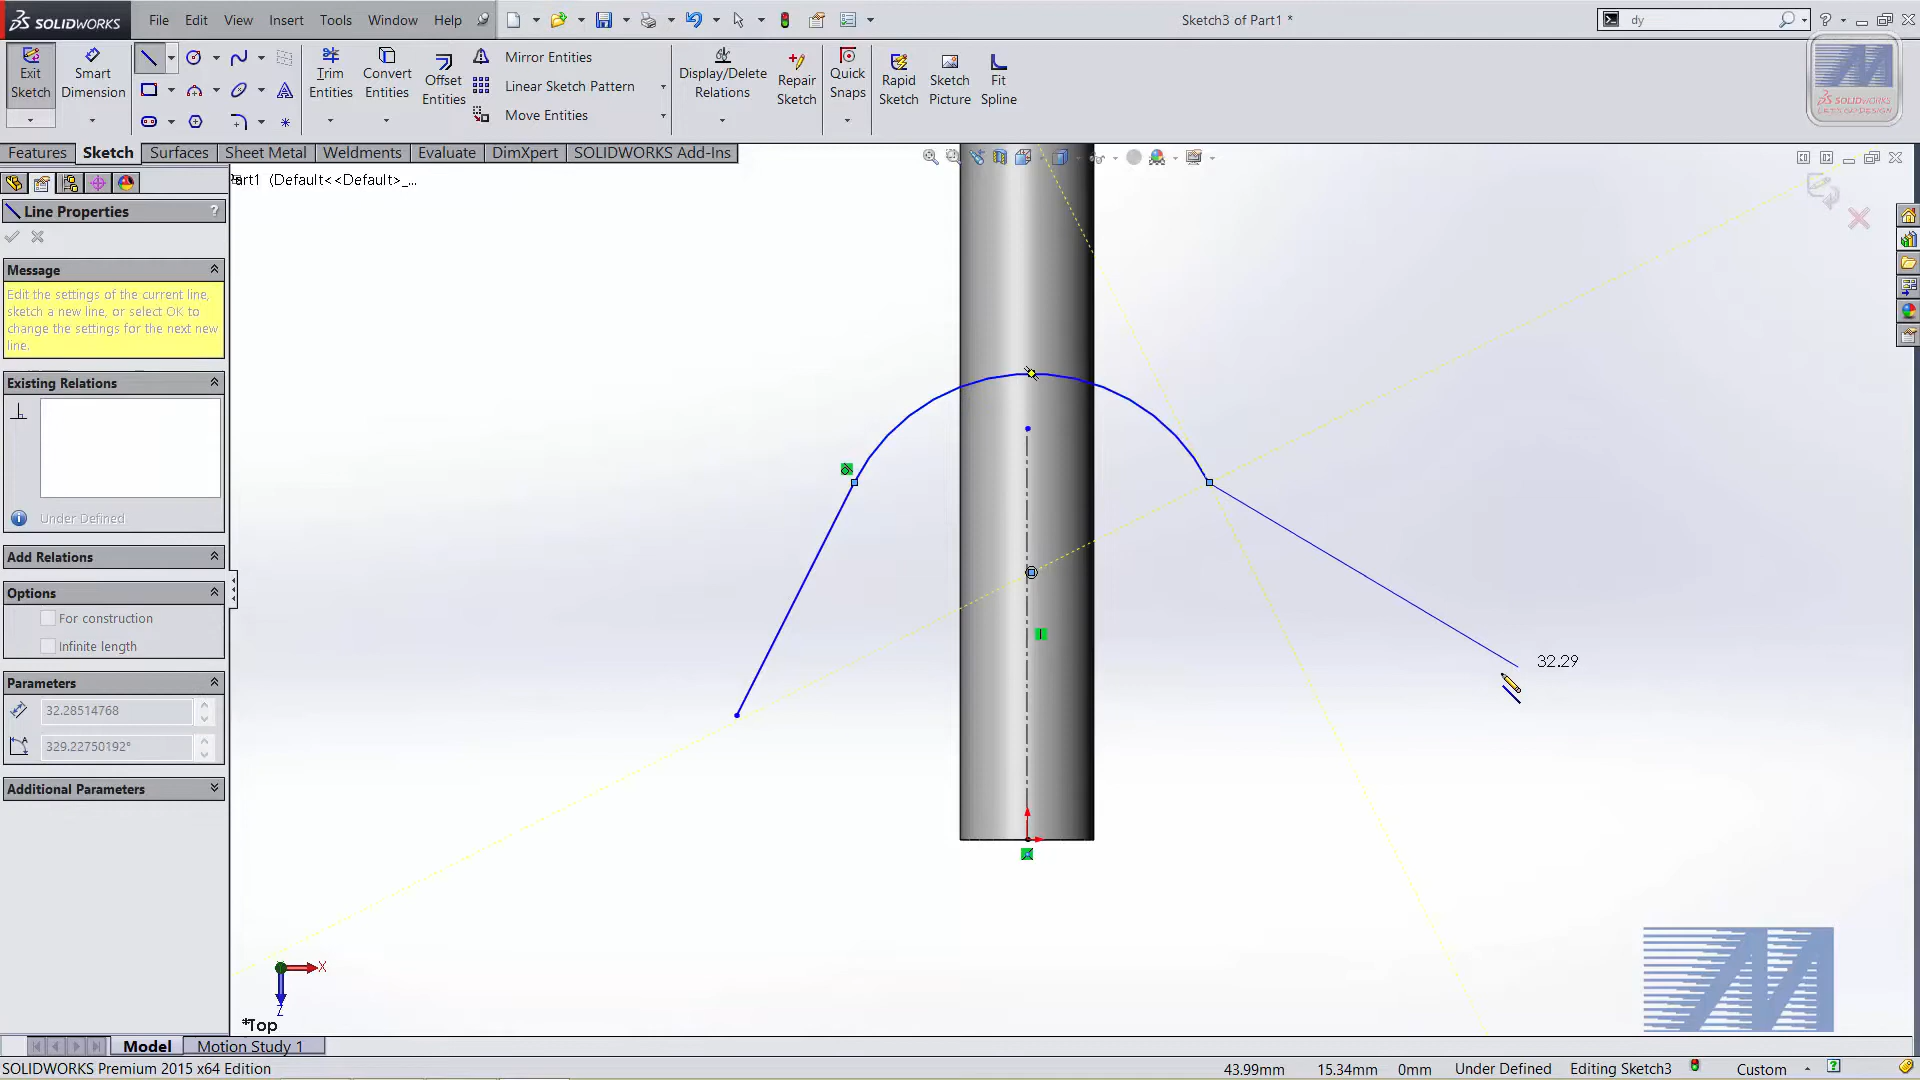 SOLIDWORKS File Edit View Insert Tools Window Help Sketch3 of Part1 * dy
Exit Sketch
Smart Dimension
Trim Entities
Convert Entities
Offset Entities
Mirror Entities
Linear Sketch Pattern
Move Entities
Display/Delete Relations
Repair Sketch
Quick Snaps
Rapid Sketch
Sketch Picture
Fit Spline
SOLIDWORKS
Features Sketch Surfaces Sheet Metal Weldments Evaluate DimXpert SOLIDWORKS Add-Ins
art1 (Default<<Default>_...
Line Properties ?
Message
Edit the settings of the current line,
sketch a new line, or select OK to
change the settings for the next new
line.
Existing Relations
Under Defined
Add Relations
Options
For construction
Infinite length
Parameters
32.28514768
329.22750192°
Additional Parameters
32.29
X
Z
*Top
Model Motion Study 1
SOLIDWORKS Premium 2015 x64 Edition 43.99mm 15.34mm 0mm Under Defined Editing Sketch3 Custom